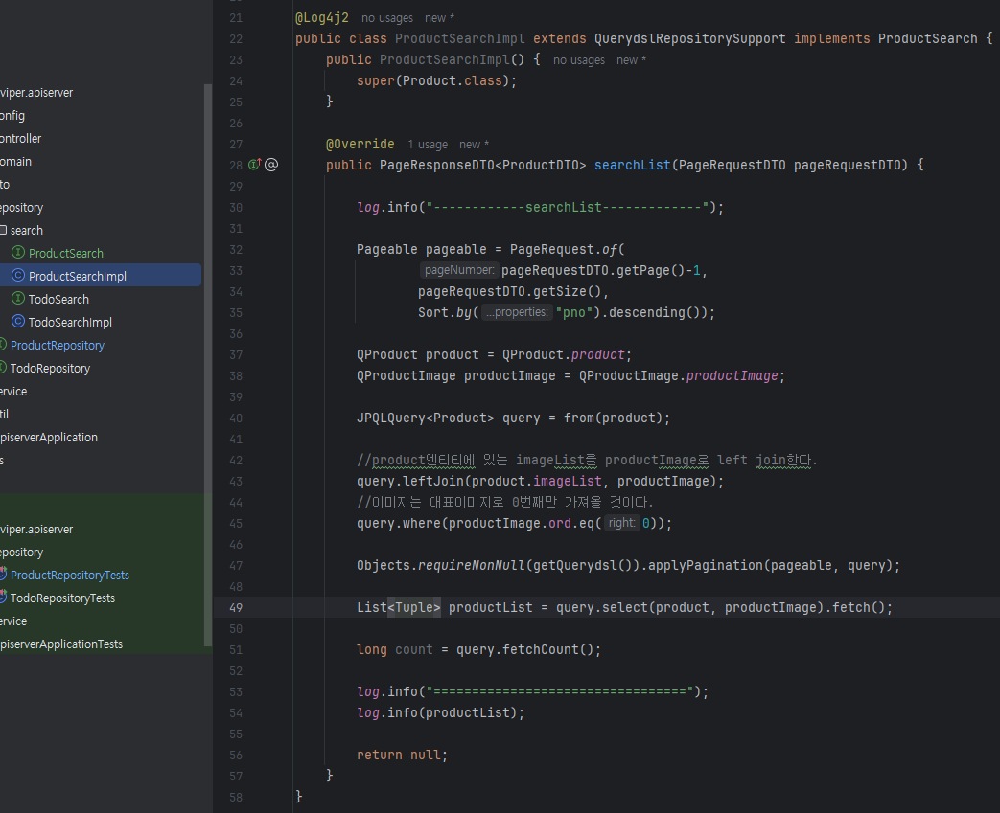 viper.apiserver
onfig
ontroller
omain
to
epository
search
ProductSearch
ProductSearchImpl
TodoSearch
TodoSearchImpl
ProductRepository
TodoRepository
ervice
til
piserverApplication
s
viper.apiserver
epository
ProductRepositoryTests
TodoRepositoryTests
ervice
piserverApplicationTests
21 @Log4j2 no usages new *
22 public class ProductSearchImpl extends QuerydslRepositorySupport implements ProductSearch {
23 public ProductSearchImpl() { no usages new *
24 super(Product.class);
25 }
26
27 @Override 1 usage new *
28 public PageResponseDTO<ProductDTO> searchList(PageRequestDTO pageRequestDTO) {
29
30 log.info("------------searchList-------------");
31
32 Pageable pageable = PageRequest.of(
33 pageNumber: pageRequestDTO.getPage()-1,
34 pageRequestDTO.getSize(),
35 Sort.by( ...properties: "pno").descending());
36
37 QProduct product = QProduct.product;
38 QProductImage productImage = QProductImage.productImage;
39
40 JPQLQuery<Product> query = from(product);
41
42 //product엔티티에 있는 imageList를 productImage로 left join한다.
43 query.leftJoin(product.imageList, productImage);
44 //이미지는 대표이미지로 0번째만 가져올 것이다.
45 query.where(productImage.ord.eq( right: 0));
46
47 Objects.requireNonNull(getQuerydsl()).applyPagination(pageable, query);
48
49 List<Tuple> productList = query.select(product, productImage).fetch();
50
51 long count = query.fetchCount();
52
53 log.info("=================================");
54 log.info(productList);
55
56 return null;
57 }
58 }